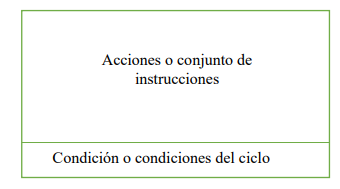 Acciones o conjunto de
instrucciones
Condición o condiciones del ciclo